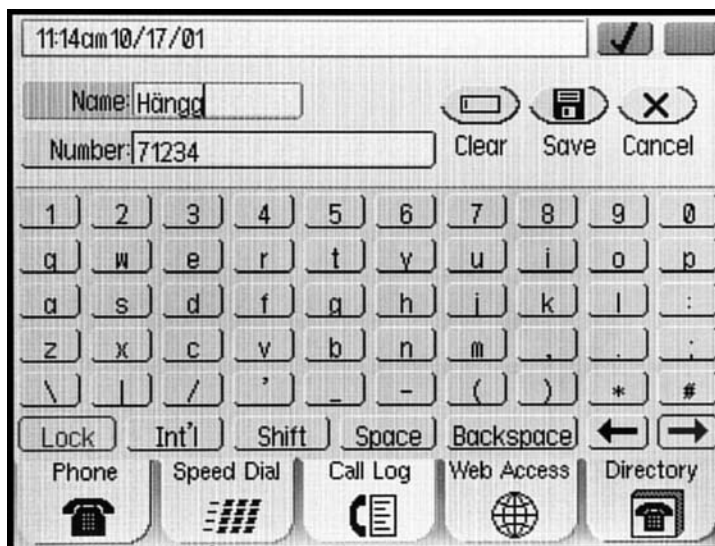 11:14am 10/17/01
Name: Hängg
Number: 71234
Clear Save Cancel
1 2 3 4 5 6 7 8 9 0
q w e r t y u i o p
a s d f g h j k l :
z x c v b n m , . ;
\ | / ' _ - ( ) * #
Lock Int'l Shift Space Backspace
Phone Speed Dial Call Log Web Access Directory